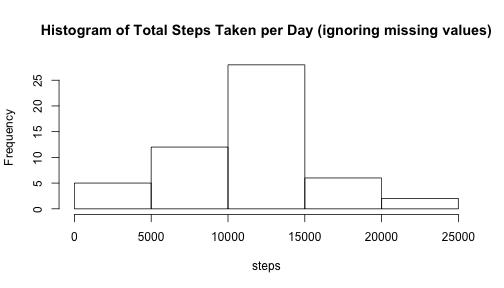 Histogram of Total Steps Taken per Day (ignoring missing values)
Frequency
25
20
15
10
5
0
0 5000 10000 15000 20000 25000
steps